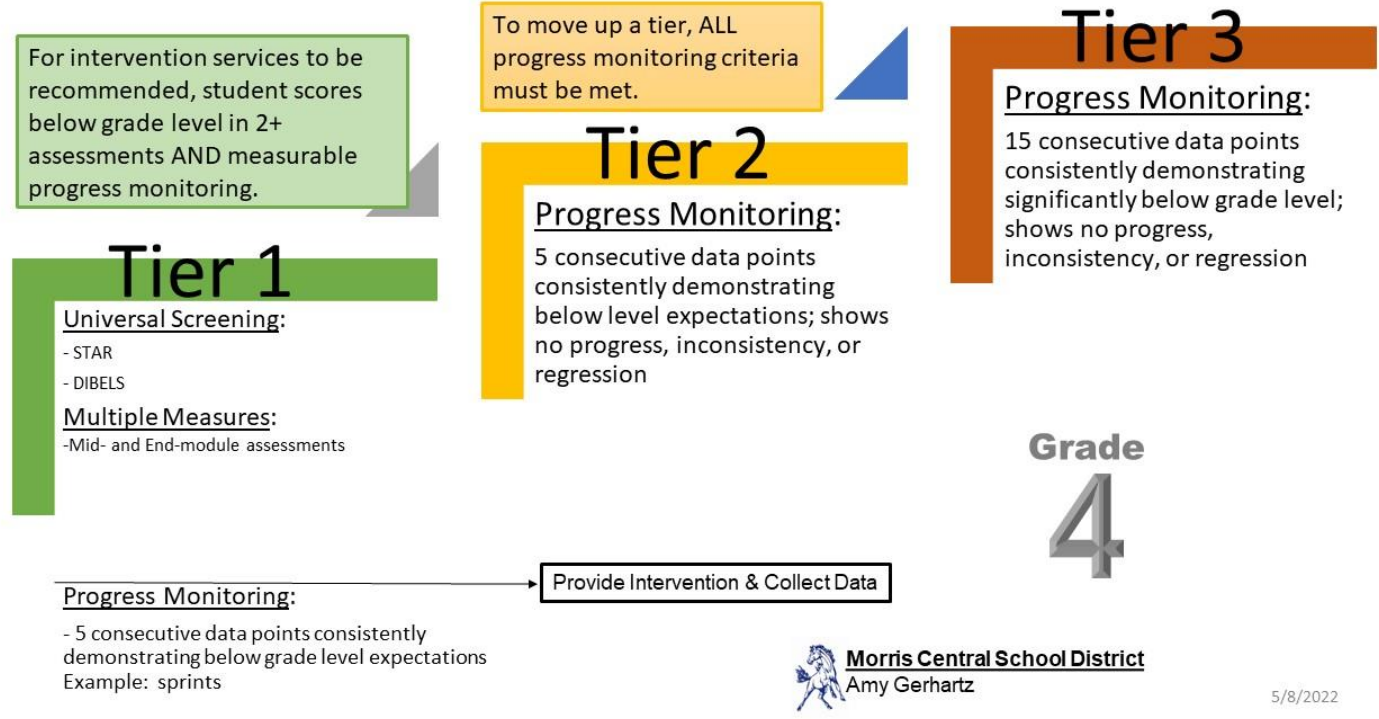 For intervention services to be
recommended, student scores
below grade level in 2+
assessments AND measurable
progress monitoring.
Tier 1
Universal Screening:
- STAR
- DIBELS
Multiple Measures:
-Mid- and End-module assessments
Progress Monitoring:
- 5 consecutive data points consistently
demonstrating below grade level expectations
Example: sprints
Provide Intervention & Collect Data
To move up a tier, ALL
progress monitoring criteria
must be met.
Tier 2
Progress Monitoring:
5 consecutive data points
consistently demonstrating
below level expectations; shows
no progress, inconsistency, or
regression
Tier 3
Progress Monitoring:
15 consecutive data points
consistently demonstrating
significantly below grade level;
shows no progress,
inconsistency, or regression
Grade
4
Morris Central School District
Amy Gerhartz
5/8/2022